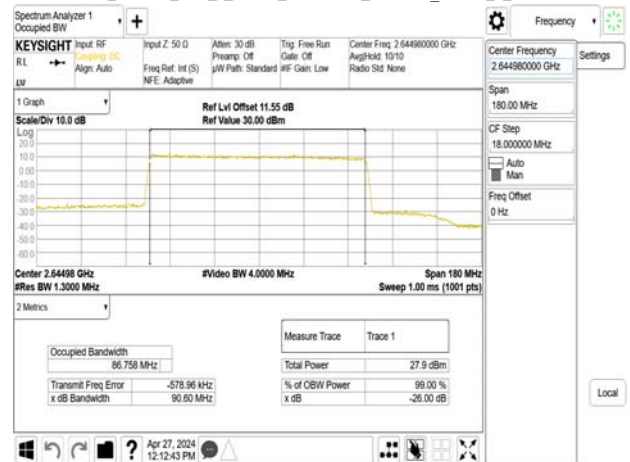 Spectrum Analyzer 1
Occupied BW
Frequency
KEYSIGHT
RL
LV
Input: RF
Coupling: DC
Align: Auto
Input Z: 50 Ω
Freq Ref: Int (S)
NFE: Adaptive
Atten: 30 dB
Preamp: Off
µW Path: Standard
Trig: Free Run
Gate: Off
#IF Gain: Low
Center Freq: 2.644980000 GHz
Avg|Hold: 10/10
Radio Std: None
Center Frequency
2.644980000 GHz
Settings
Span
180.00 MHz
CF Step
18.000000 MHz
Auto
Man
Freq Offset
0 Hz
Local
1 Graph
Scale/Div 10.0 dB
Ref Lvl Offset 11.55 dB
Ref Value 30.00 dBm
Log
20.0
10.0
0.00
-10.0
-20.0
-30.0
-40.0
-50.0
-60.0
Center 2.64498 GHz
#Res BW 1.3000 MHz
#Video BW 4.0000 MHz
Span 180 MHz
Sweep 1.00 ms (1001 pts)
2 Metrics
Measure Trace Trace 1
Occupied Bandwidth
86.758 MHz
Total Power 27.9 dBm
Transmit Freq Error -578.96 kHz
% of OBW Power 99.00 %
x dB Bandwidth 90.60 MHz
x dB -26.00 dB
Apr 27, 2024
12:12:43 PM